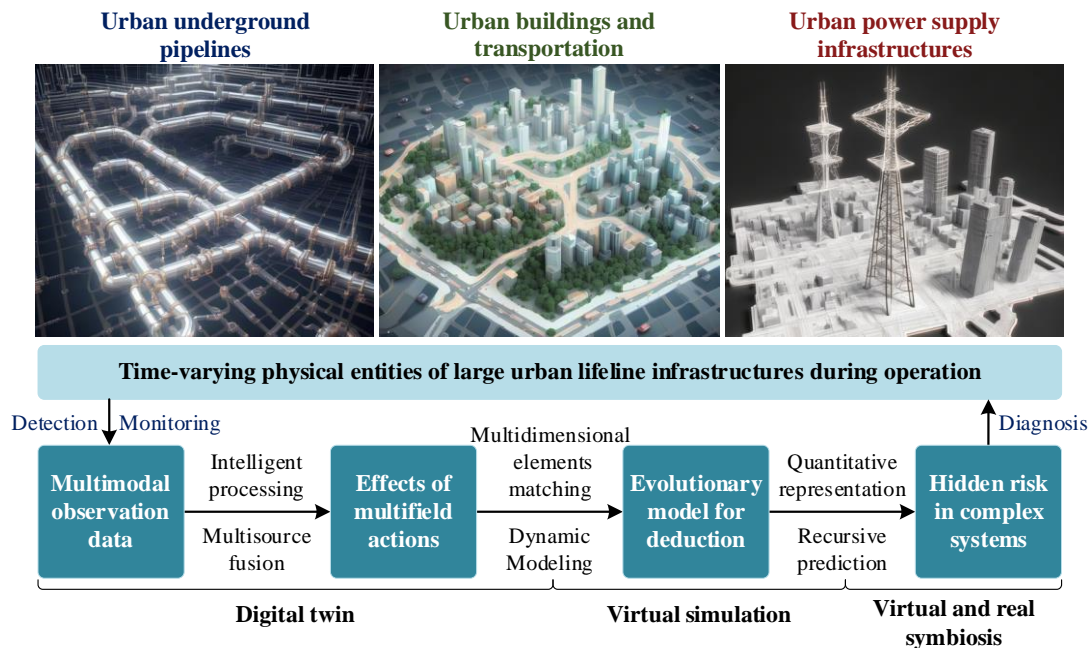 Urban underground
pipelines
Urban buildings and
transportation
Urban power supply
infrastructures
Time-varying physical entities of large urban lifeline infrastructures during operation
Detection
Monitoring
Diagnosis
Multimodal
observation
data
Intelligent
processing
Multisource
fusion
Effects of
multifield
actions
Multidimensional
elements
matching
Dynamic
Modeling
Evolutionary
model for
deduction
Quantitative
representation
Recursive
prediction
Hidden risk
in complex
systems
Digital twin
Virtual simulation
Virtual and real
symbiosis